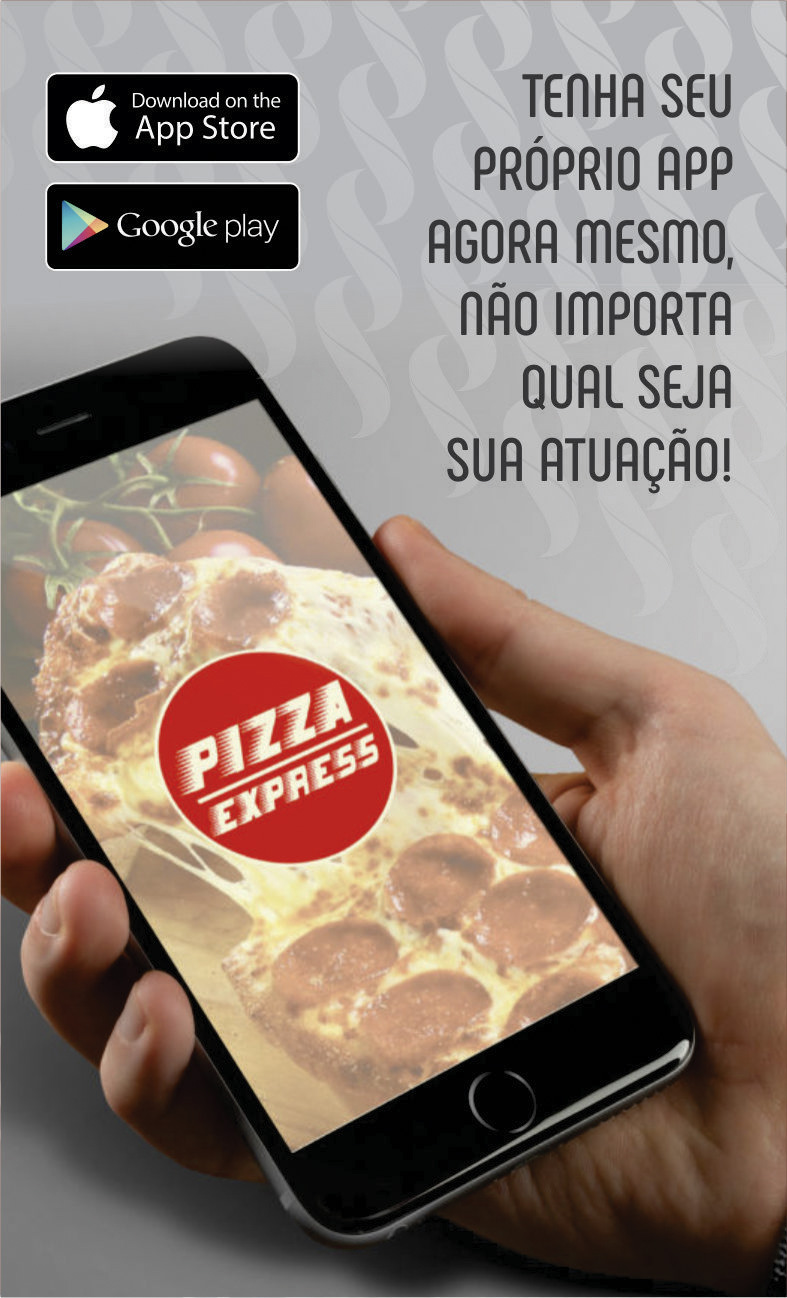 Download on the
App Store
Google play
TENHA SEU
PRÓPRIO APP
AGORA MESMO,
NÃO IMPORTA
QUAL SEJA
SUA ATUAÇÃO!
PIZZA
EXPRESS